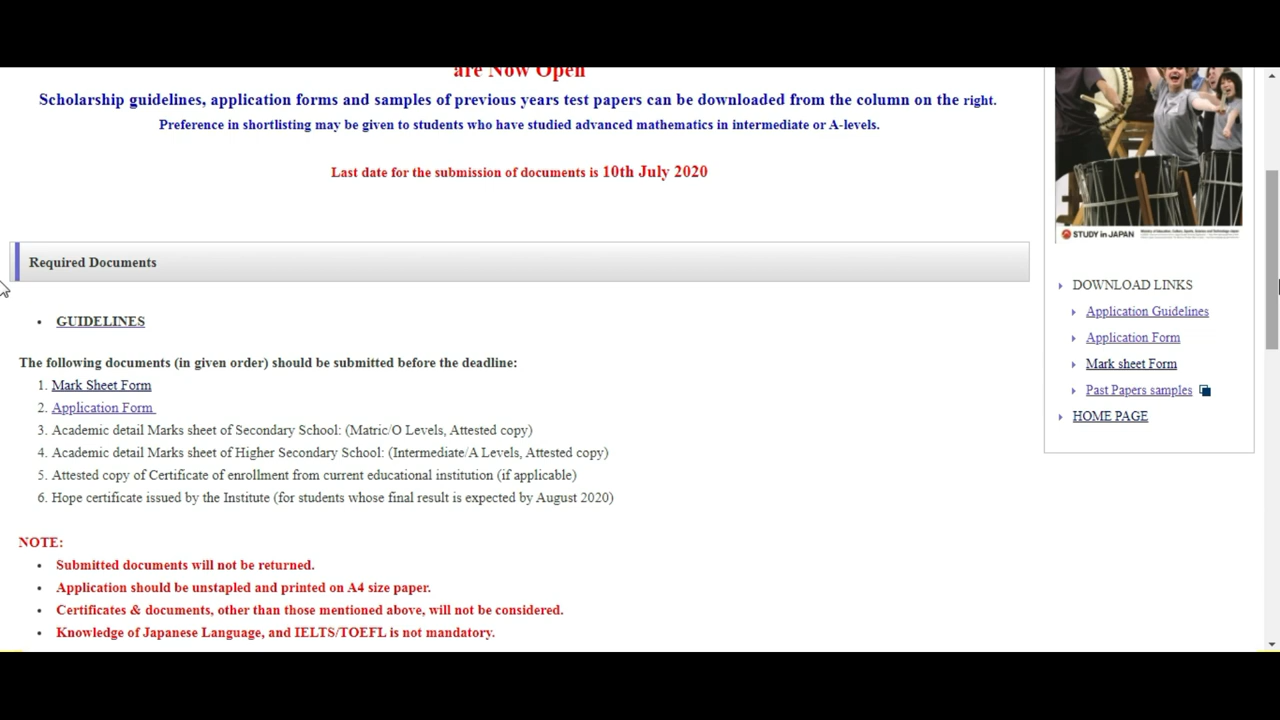 are Now Open
Scholarship guidelines, application forms and samples of previous years test papers can be downloaded from the column on the right.
Preference in shortlisting may be given to students who have studied advanced mathematics in intermediate or A-levels.
Last date for the submission of documents is 10th July 2020
Required Documents
• GUIDELINES
The following documents (in given order) should be submitted before the deadline:
1. Mark Sheet Form
2. Application Form
3. Academic detail Marks sheet of Secondary School: (Matric/O Levels, Attested copy)
4. Academic detail Marks sheet of Higher Secondary School: (Intermediate/A Levels, Attested copy)
5. Attested copy of Certificate of enrollment from current educational institution (if applicable)
6. Hope certificate issued by the Institute (for students whose final result is expected by August 2020)
NOTE:
• Submitted documents will not be returned.
• Application should be unstapled and printed on A4 size paper.
• Certificates & documents, other than those mentioned above, will not be considered.
• Knowledge of Japanese Language, and IELTS/TOEFL is not mandatory.
STUDY in JAPAN
DOWNLOAD LINKS
Application Guidelines
Application Form
Mark sheet Form
Past Papers samples
HOME PAGE